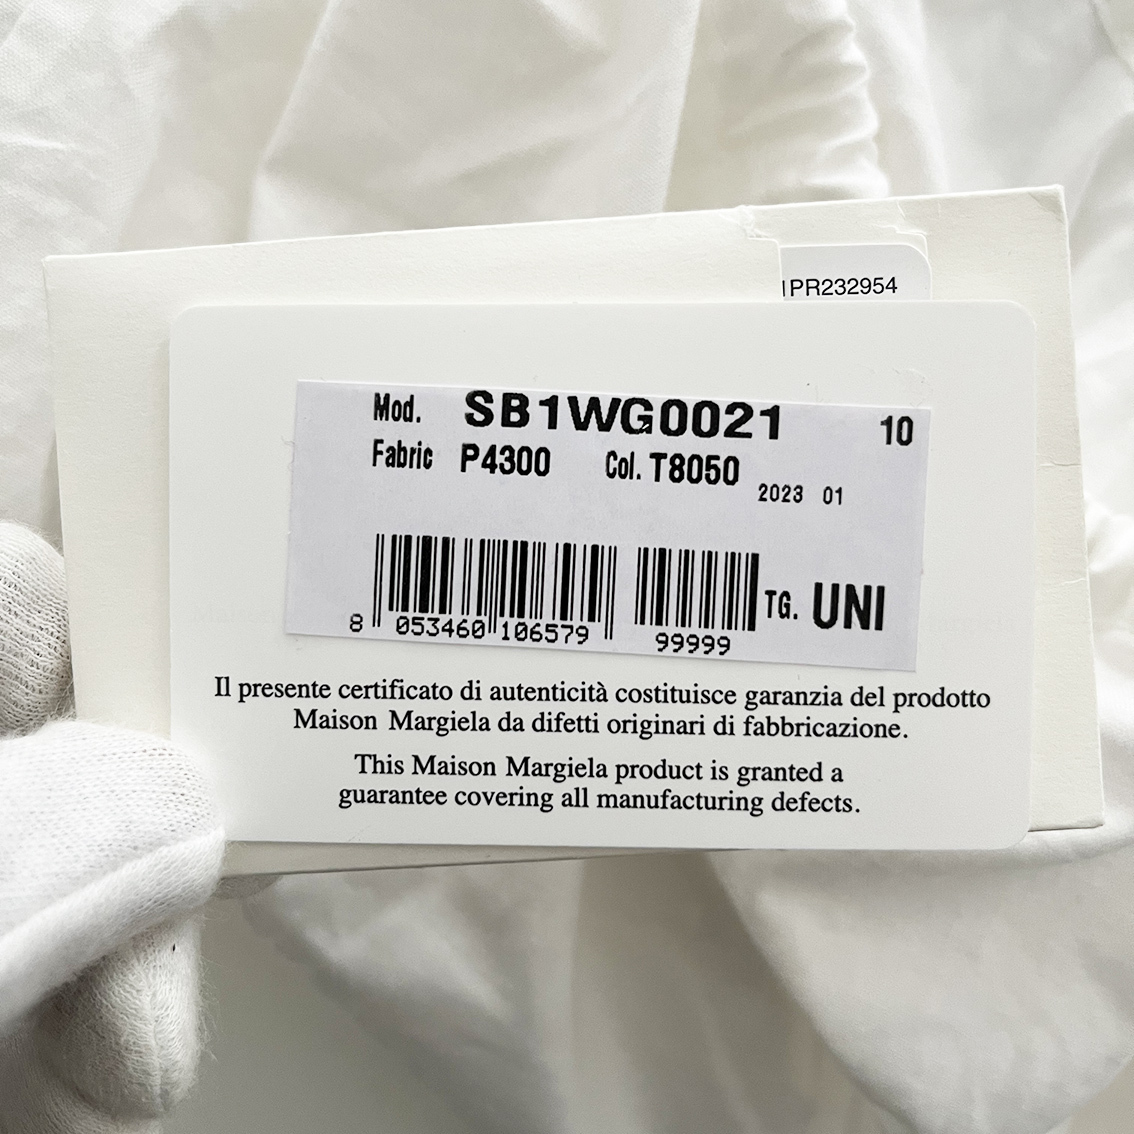 IPR232954
Mod. SB1WG0021 10
Fabric P4300 Col. T8050
2023 01
TG. UNI
8 053460 106579 99999
Il presente certificato di autenticità costituisce garanzia del prodotto
Maison Margiela da difetti originari di fabbricazione.
This Maison Margiela product is granted a
guarantee covering all manufacturing defects.